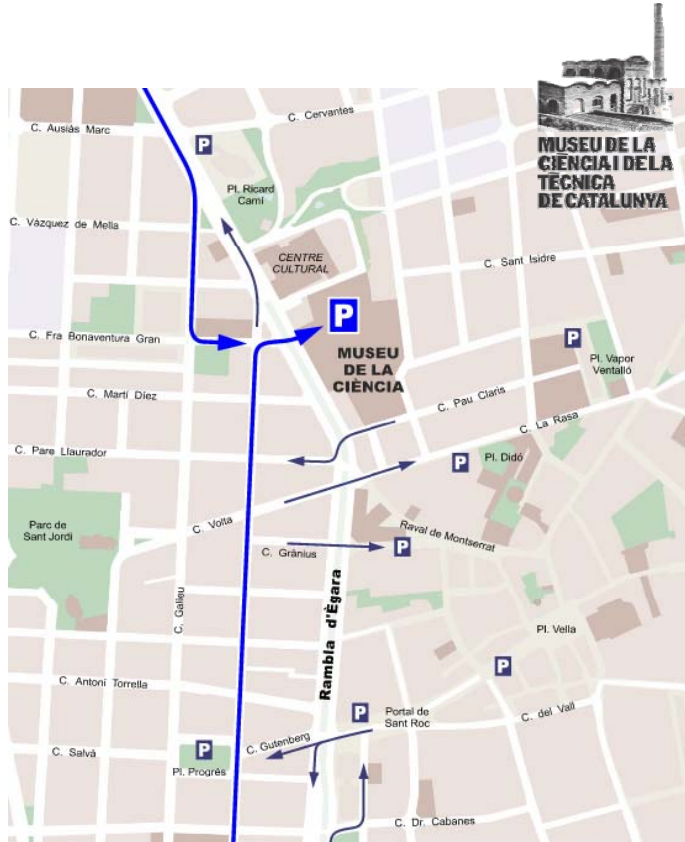 MUSEU DE LA
CIÈNCIA I DE LA
TÈCNICA
DE CATALUNYA
C. Ausiàs Marc
P
C. Cervantes
Pl. Ricard
Camí
C. Vázquez de Mella
CENTRE
CULTURAL
C. Sant Isidre
P
C. Fra Bonaventura Gran
P
MUSEU
DE LA
CIÈNCIA
Pl. Vapor
Ventalló
C. Martí Díez
C. Pau Claris
C. La Rasa
C. Pare Llaurador
P
Pl. Didó
Parc de
Sant Jordi
C. Volta
Raval de Montserrat
C. Grànius
P
C. Galieu
Rambla d'Ègara
Pl. Vella
P
C. Antoni Torrella
P
Portal de
Sant Roc
C. del Vall
C. Salvà
P
C. Gutenberg
Pl. Progrés
C. Dr. Cabanes